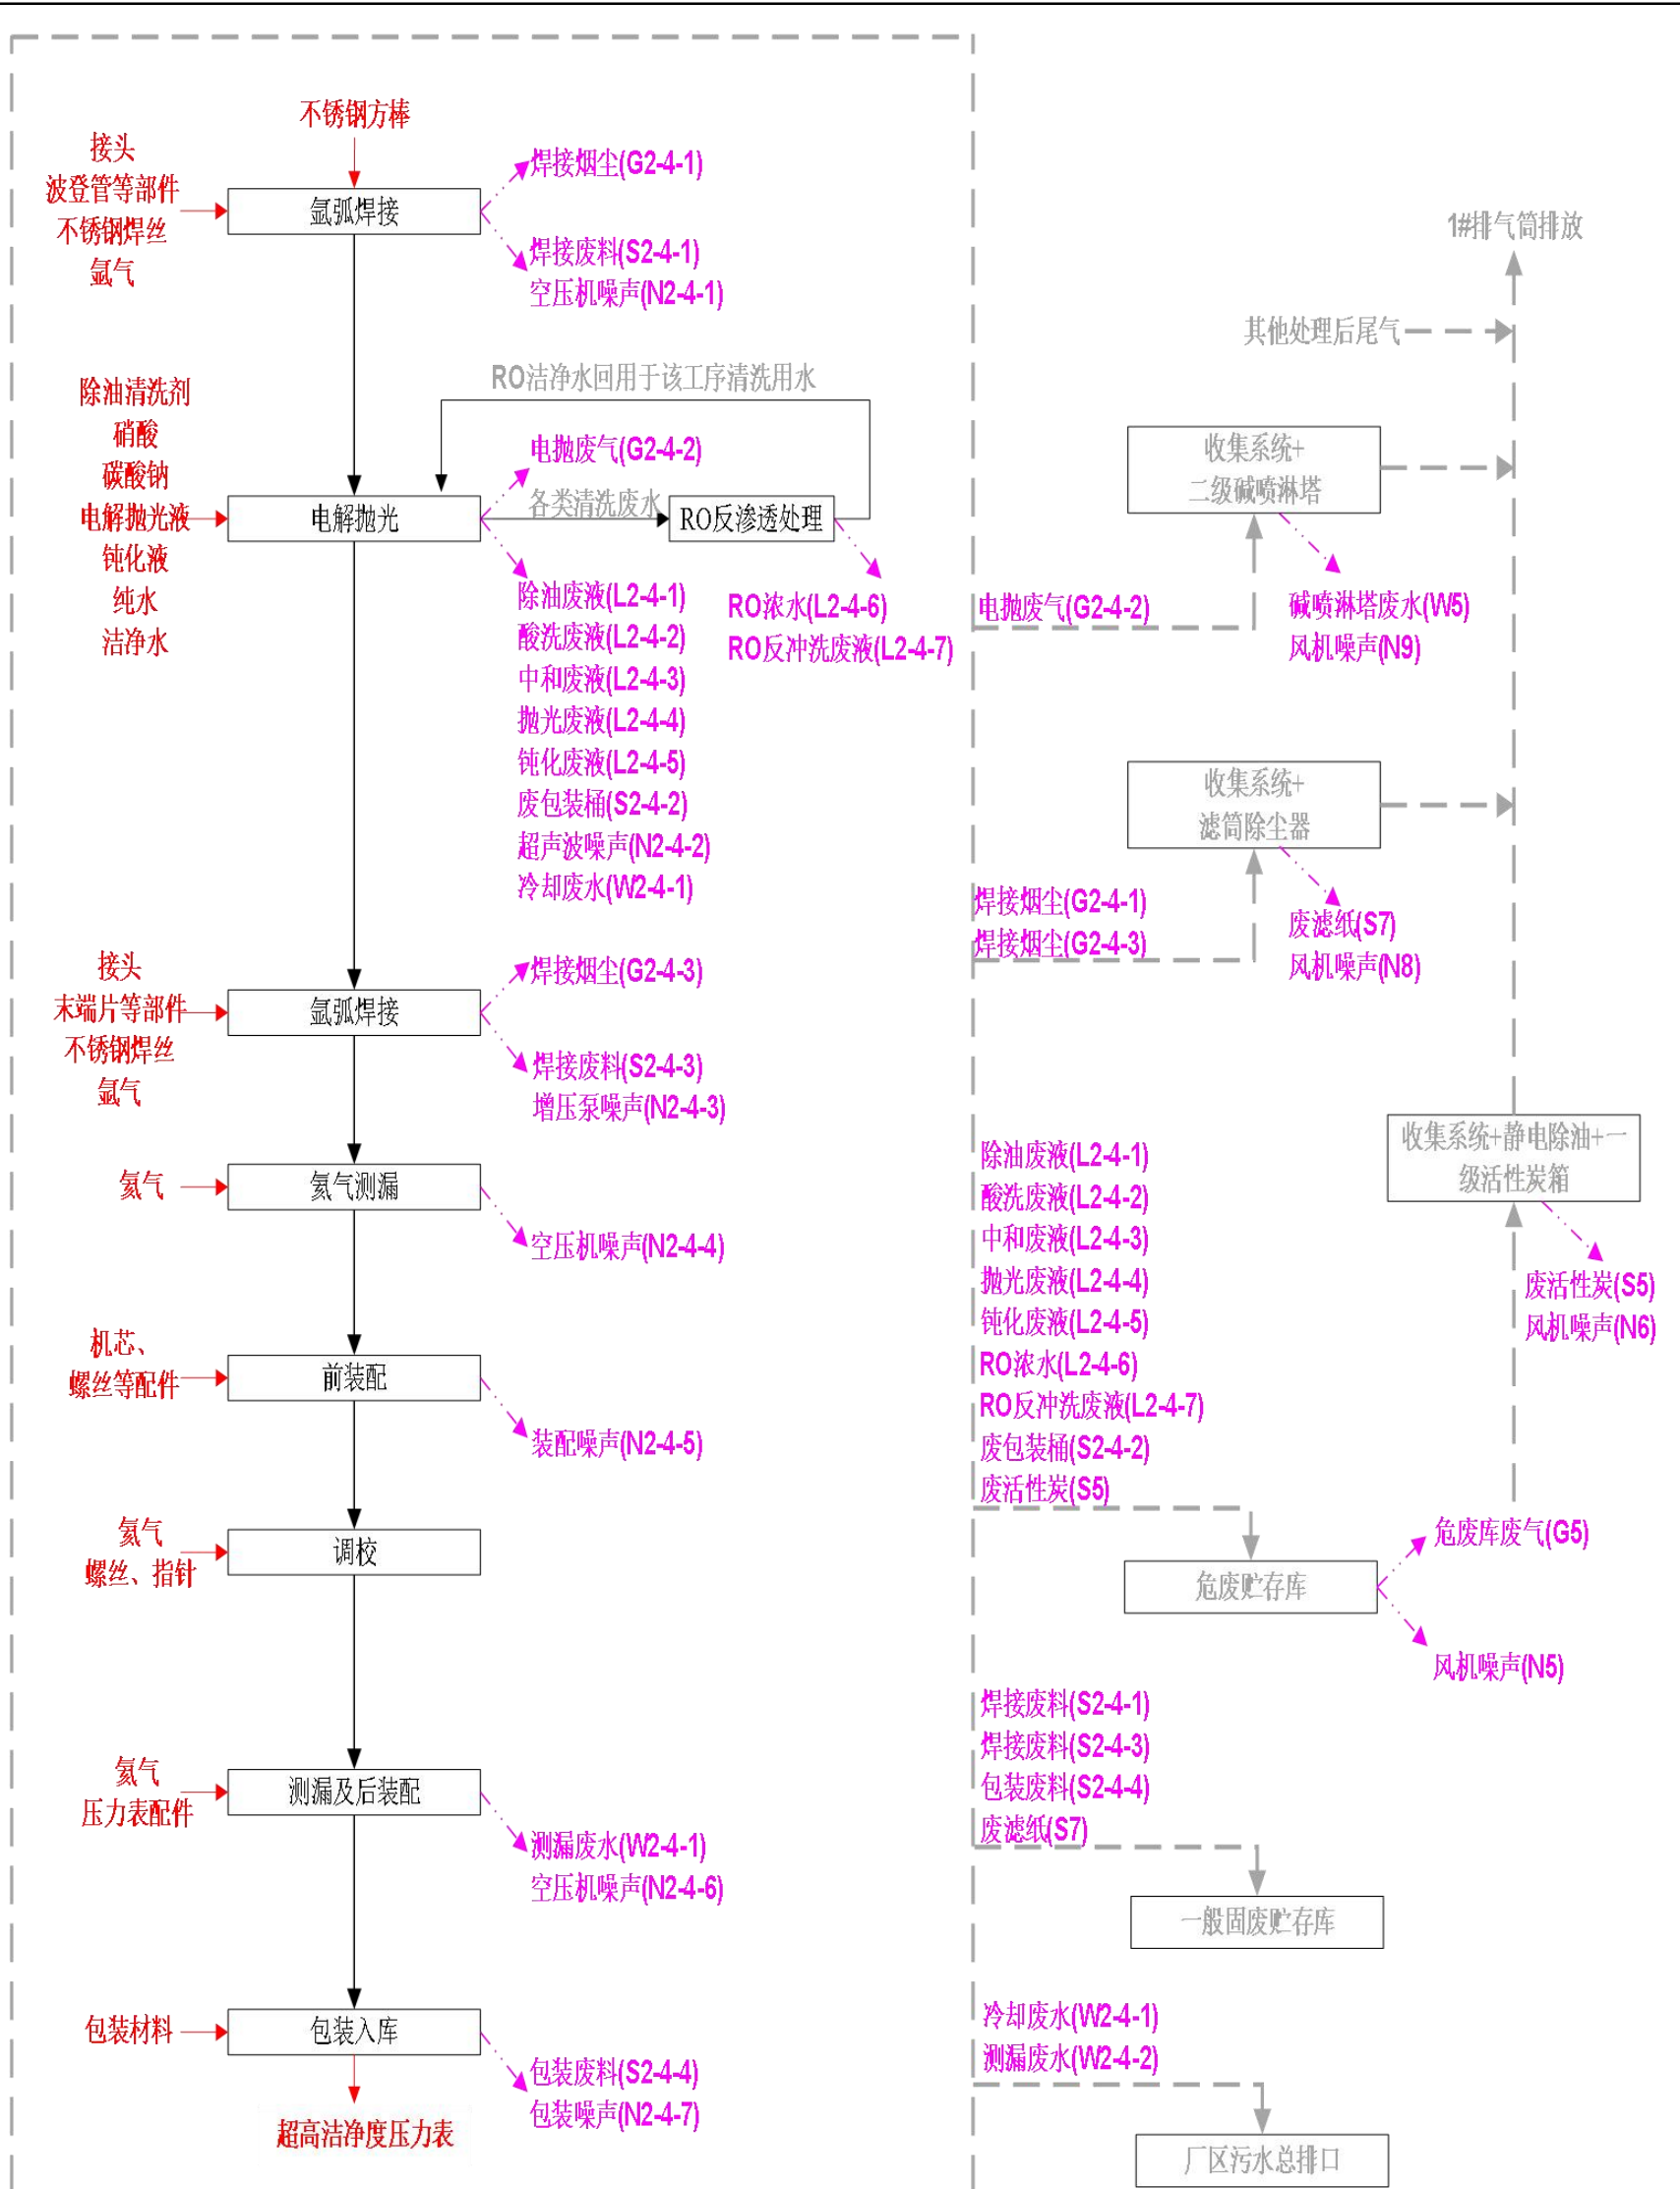 不锈钢方棒
接头
波登管等部件
不锈钢焊丝
氩气
氩弧焊接
焊接烟尘(G2-4-1)
焊接废料(S2-4-1)
空压机噪声(N2-4-1)
RO洁净水回用于该工序清洗用水
除油清洗剂
硝酸
碳酸钠
电解抛光液
钝化液
纯水
洁净水
电解抛光
电抛废气(G2-4-2)
各类清洗废水
RO反渗透处理
除油废液(L2-4-1)
酸洗废液(L2-4-2)
中和废液(L2-4-3)
抛光废液(L2-4-4)
钝化废液(L2-4-5)
废包装桶(S2-4-2)
超声波噪声(N2-4-2)
冷却废水(W2-4-1)
RO浓水(L2-4-6)
RO反冲洗废液(L2-4-7)
接头
末端片等部件
不锈钢焊丝
氩气
氩弧焊接
焊接烟尘(G2-4-3)
焊接废料(S2-4-3)
增压泵噪声(N2-4-3)
氦气
氦气测漏
空压机噪声(N2-4-4)
机芯、
螺丝等配件
前装配
装配噪声(N2-4-5)
氦气
螺丝、指针
调校
氦气
压力表配件
测漏及后装配
测漏废水(W2-4-1)
空压机噪声(N2-4-6)
包装材料
包装入库
包装废料(S2-4-4)
包装噪声(N2-4-7)
超高洁净度压力表
1#排气筒排放
其他处理后尾气
收集系统+
二级碱喷淋塔
电抛废气(G2-4-2)
碱喷淋塔废水(W5)
风机噪声(N9)
收集系统+
滤筒除尘器
焊接烟尘(G2-4-1)
焊接烟尘(G2-4-3)
废滤纸(S7)
风机噪声(N8)
收集系统+静电除油+一
级活性炭箱
废活性炭(S5)
风机噪声(N6)
除油废液(L2-4-1)
酸洗废液(L2-4-2)
中和废液(L2-4-3)
抛光废液(L2-4-4)
钝化废液(L2-4-5)
RO浓水(L2-4-6)
RO反冲洗废液(L2-4-7)
废包装桶(S2-4-2)
废活性炭(S5)
危废贮存库
危废库废气(G5)
风机噪声(N5)
焊接废料(S2-4-1)
焊接废料(S2-4-3)
包装废料(S2-4-4)
废滤纸(S7)
一般固废贮存库
冷却废水(W2-4-1)
测漏废水(W2-4-2)
厂区污水总排口